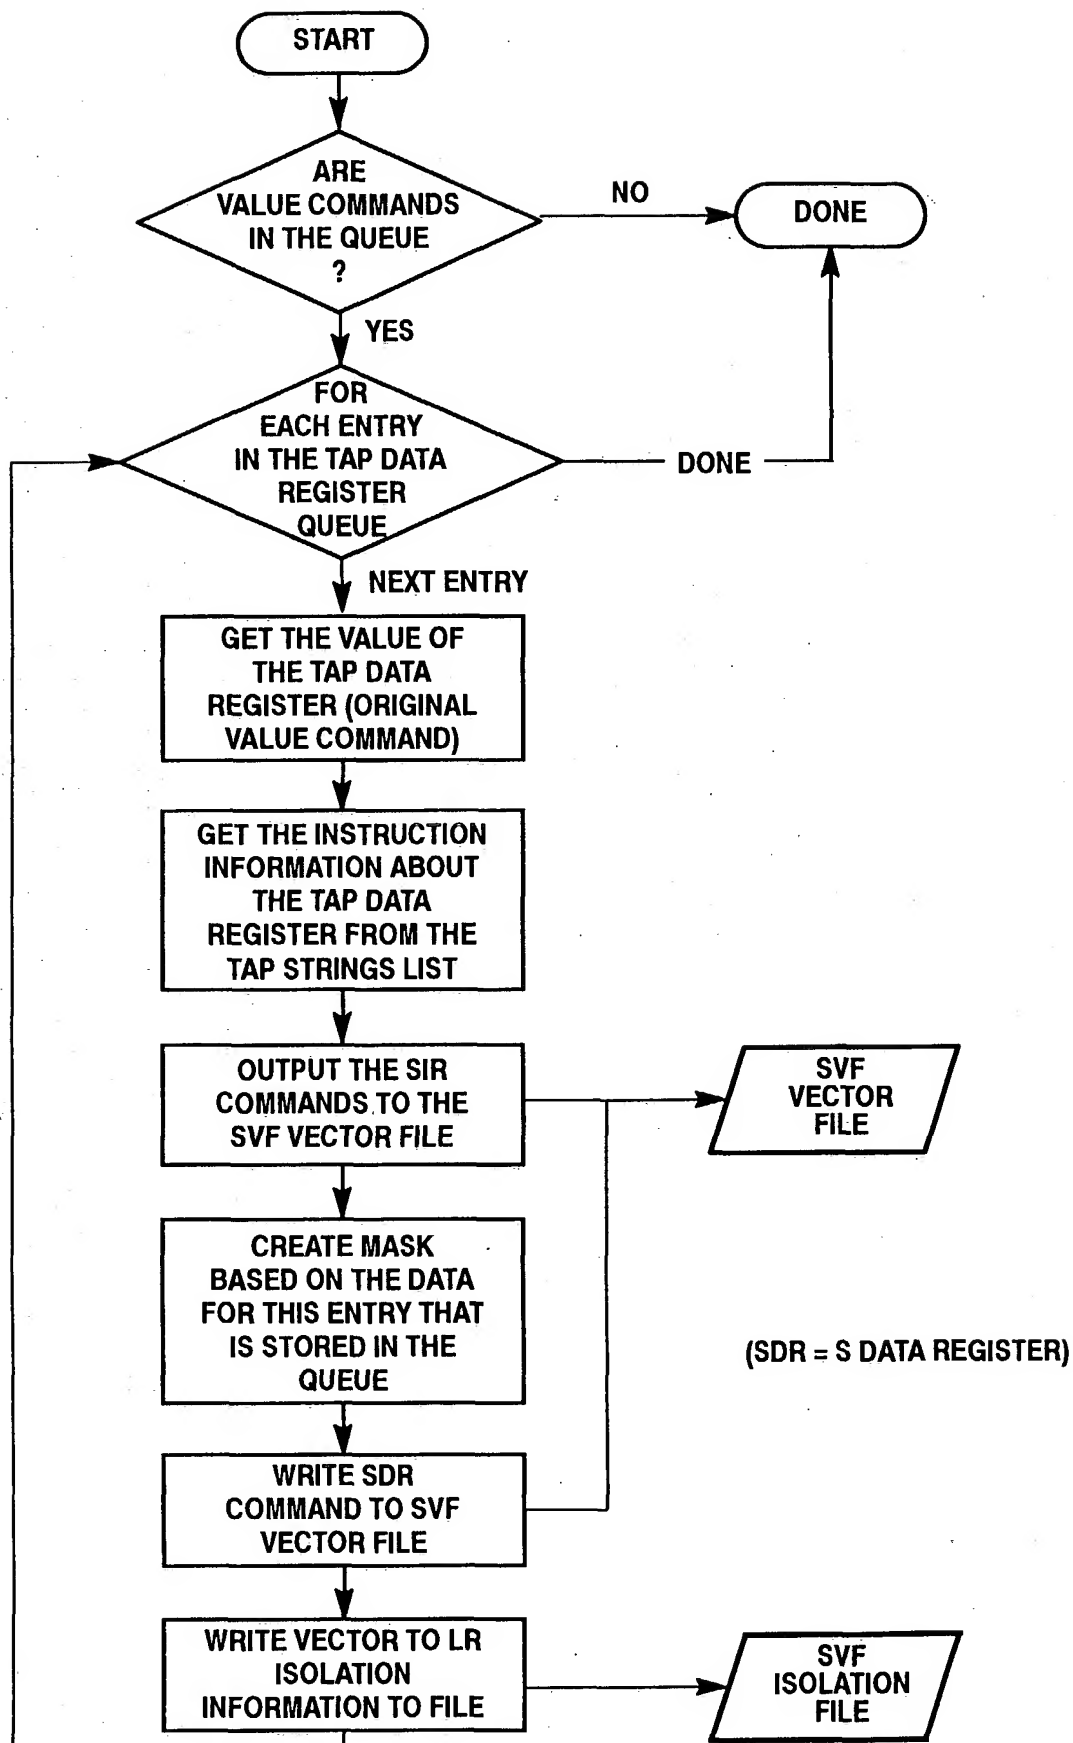 START
ARE
VALUE COMMANDS
IN THE QUEUE
?
NO
DONE
YES
FOR
EACH ENTRY
IN THE TAP DATA
REGISTER
QUEUE
DONE
NEXT ENTRY
GET THE VALUE OF
THE TAP DATA
REGISTER (ORIGINAL
VALUE COMMAND)
GET THE INSTRUCTION
INFORMATION ABOUT
THE TAP DATA
REGISTER FROM THE
TAP STRINGS LIST
OUTPUT THE SIR
COMMANDS TO THE
SVF VECTOR FILE
SVF
VECTOR
FILE
CREATE MASK
BASED ON THE DATA
FOR THIS ENTRY THAT
IS STORED IN THE
QUEUE
(SDR = S DATA REGISTER)
WRITE SDR
COMMAND TO SVF
VECTOR FILE
WRITE VECTOR TO LR
ISOLATION
INFORMATION TO FILE
SVF
ISOLATION
FILE